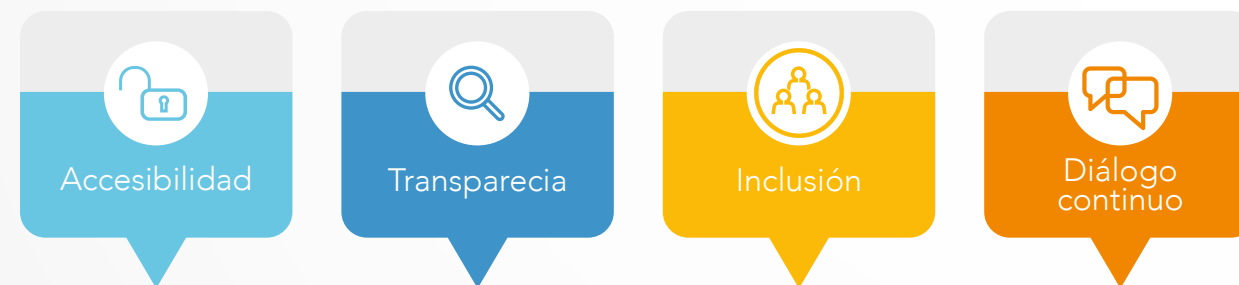 Accesibilidad
Transparecia
Inclusión
Diálogo
continuo